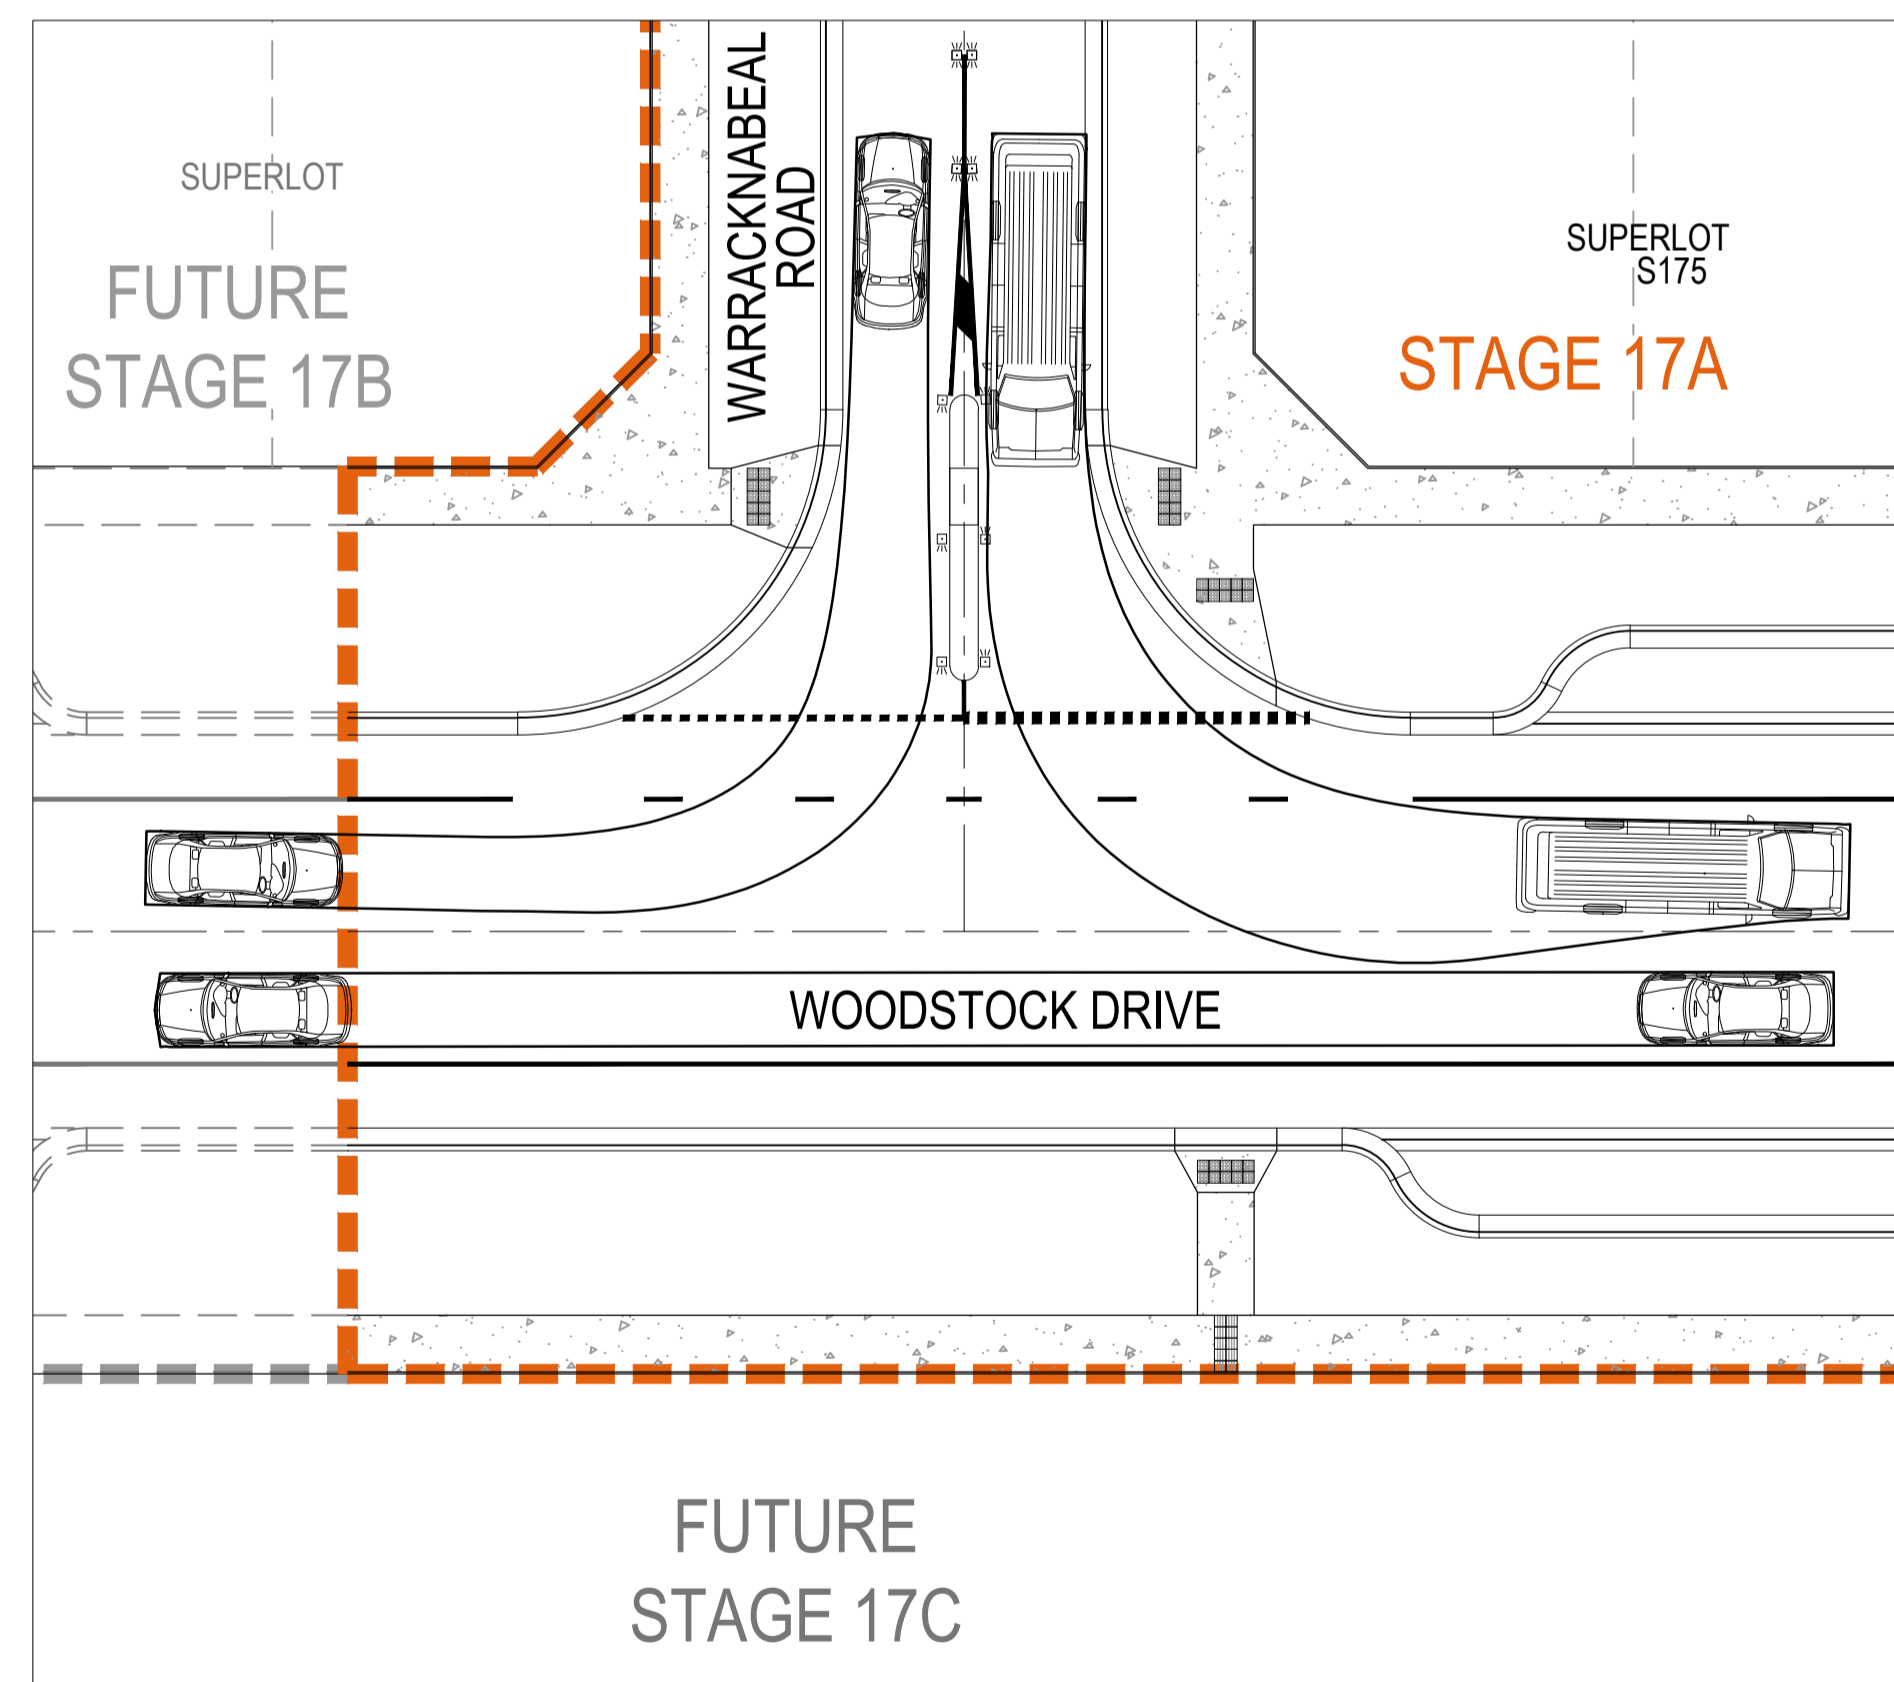 SUPERLOT
FUTURE
STAGE 17B
WARRACKNABEAL
ROAD
SUPERLOT
S175
STAGE 17A
WOODSTOCK DRIVE
FUTURE
STAGE 17C